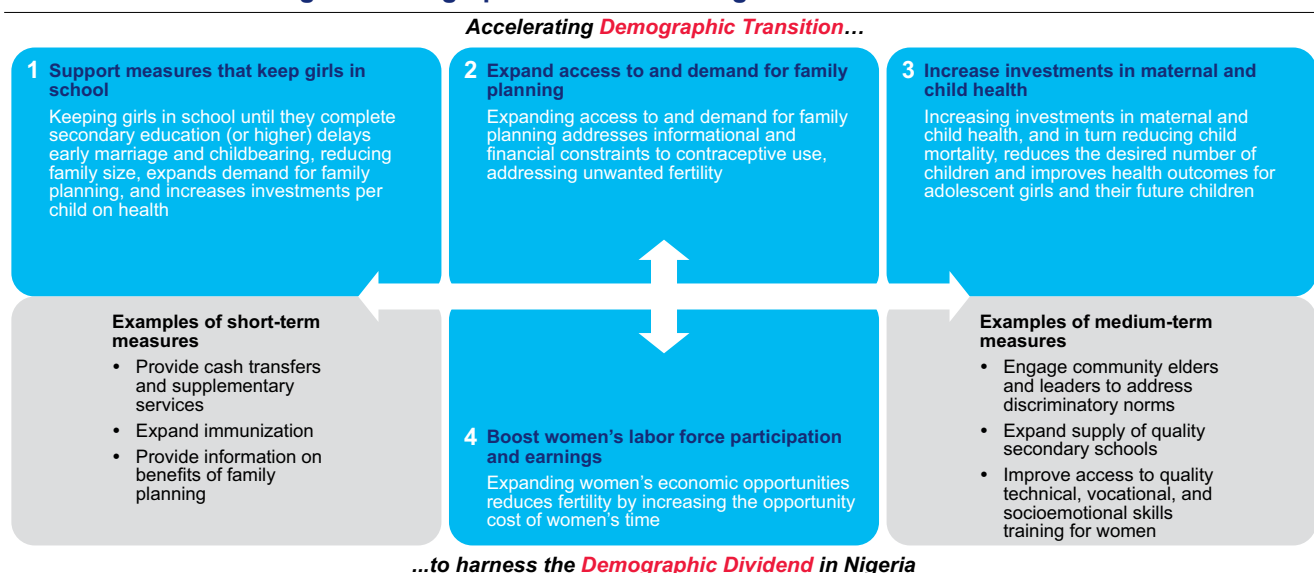 Accelerating Demographic Transition…
1 Support measures that keep girls in
school
Keeping girls in school until they complete
secondary education (or higher) delays
early marriage and childbearing, reducing
family size, expands demand for family
planning, and increases investments per
child on health
2 Expand access to and demand for family
planning
Expanding access to and demand for family
planning addresses informational and
financial constraints to contraceptive use,
addressing unwanted fertility
3 Increase investments in maternal and
child health
Increasing investments in maternal and
child health, and in turn reducing child
mortality, reduces the desired number of
children and improves health outcomes for
adolescent girls and their future children
Examples of short-term
measures
• Provide cash transfers
and supplementary
services
• Expand immunization
• Provide information on
benefits of family
planning
4 Boost women’s labor force participation
and earnings
Expanding women’s economic opportunities
reduces fertility by increasing the opportunity
cost of women’s time
Examples of medium-term
measures
• Engage community elders
and leaders to address
discriminatory norms
• Expand supply of quality
secondary schools
• Improve access to quality
technical, vocational, and
socioemotional skills
training for women
...to harness the Demographic Dividend in Nigeria